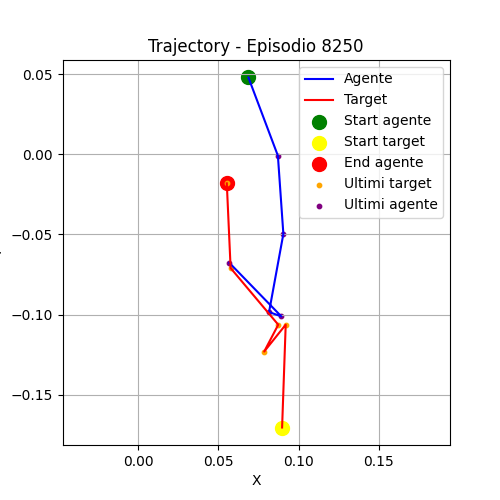 Trajectory - Episodio 8250
Agente
Target
Start agente
Start target
End agente
Ultimi target
Ultimi agente
0.05
0.00
−0.05
−0.10
−0.15
0.00
0.05
0.10
0.15
X